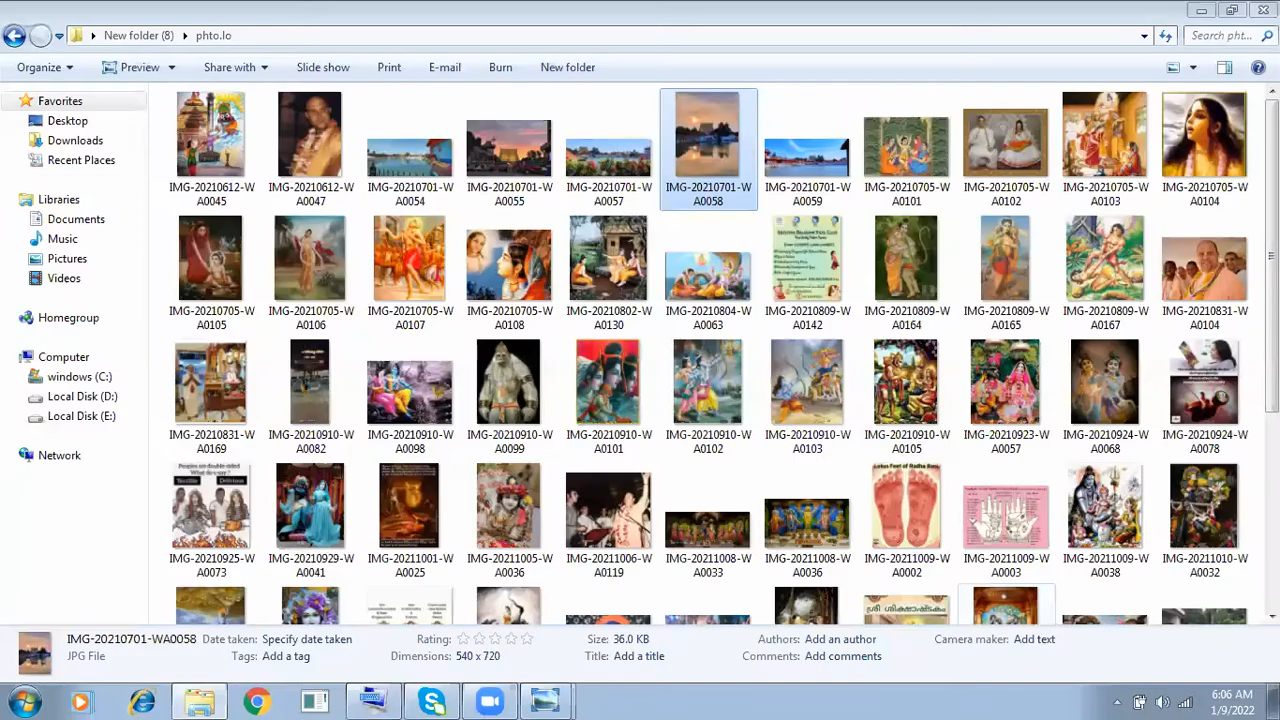 New folder (8)
phto.lo
Search pht...
Organize
Preview
Share with
Slide show
Print
E-mail
Burn
New folder
Favorites
Desktop
Downloads
Recent Places
Libraries
Documents
Music
Pictures
Videos
Homegroup
Computer
windows (C:)
Local Disk (D:)
Local Disk (E:)
Network
IMG-20210612-WA0045
IMG-20210612-WA0047
IMG-20210701-WA0054
IMG-20210701-WA0055
IMG-20210701-WA0057
IMG-20210701-WA0058
IMG-20210701-WA0059
IMG-20210705-WA0101
IMG-20210705-WA0102
IMG-20210705-WA0103
IMG-20210705-WA0104
IMG-20210705-WA0105
IMG-20210705-WA0106
IMG-20210705-WA0107
IMG-20210705-WA0108
IMG-20210802-WA0130
IMG-20210804-WA0063
IMG-20210809-WA0142
IMG-20210809-WA0164
IMG-20210809-WA0165
IMG-20210809-WA0167
IMG-20210831-WA0104
IMG-20210831-WA0169
IMG-20210910-WA0082
IMG-20210910-WA0098
IMG-20210910-WA0099
IMG-20210910-WA0101
IMG-20210910-WA0102
IMG-20210910-WA0103
IMG-20210910-WA0105
IMG-20210923-WA0057
IMG-20210924-WA0068
IMG-20210924-WA0078
Lotus Feet of Radha Rani
IMG-20210925-WA0073
IMG-20210929-WA0041
IMG-20211001-WA0025
IMG-20211005-WA0036
IMG-20211006-WA0119
IMG-20211008-WA0033
IMG-20211008-WA0036
IMG-20211009-WA0002
IMG-20211009-WA0003
IMG-20211009-WA0038
IMG-20211010-WA0032
ശ്രീ ശിക്ഷാഷ്ടകം
IMG-20210701-WA0058
Date taken: Specify date taken
Rating:
Size: 36.0 KB
Authors: Add an author
Camera maker: Add text
JPG File
Tags: Add a tag
Dimensions: 540 x 720
Title: Add a title
Comments: Add comments
6:06 AM
1/9/2022